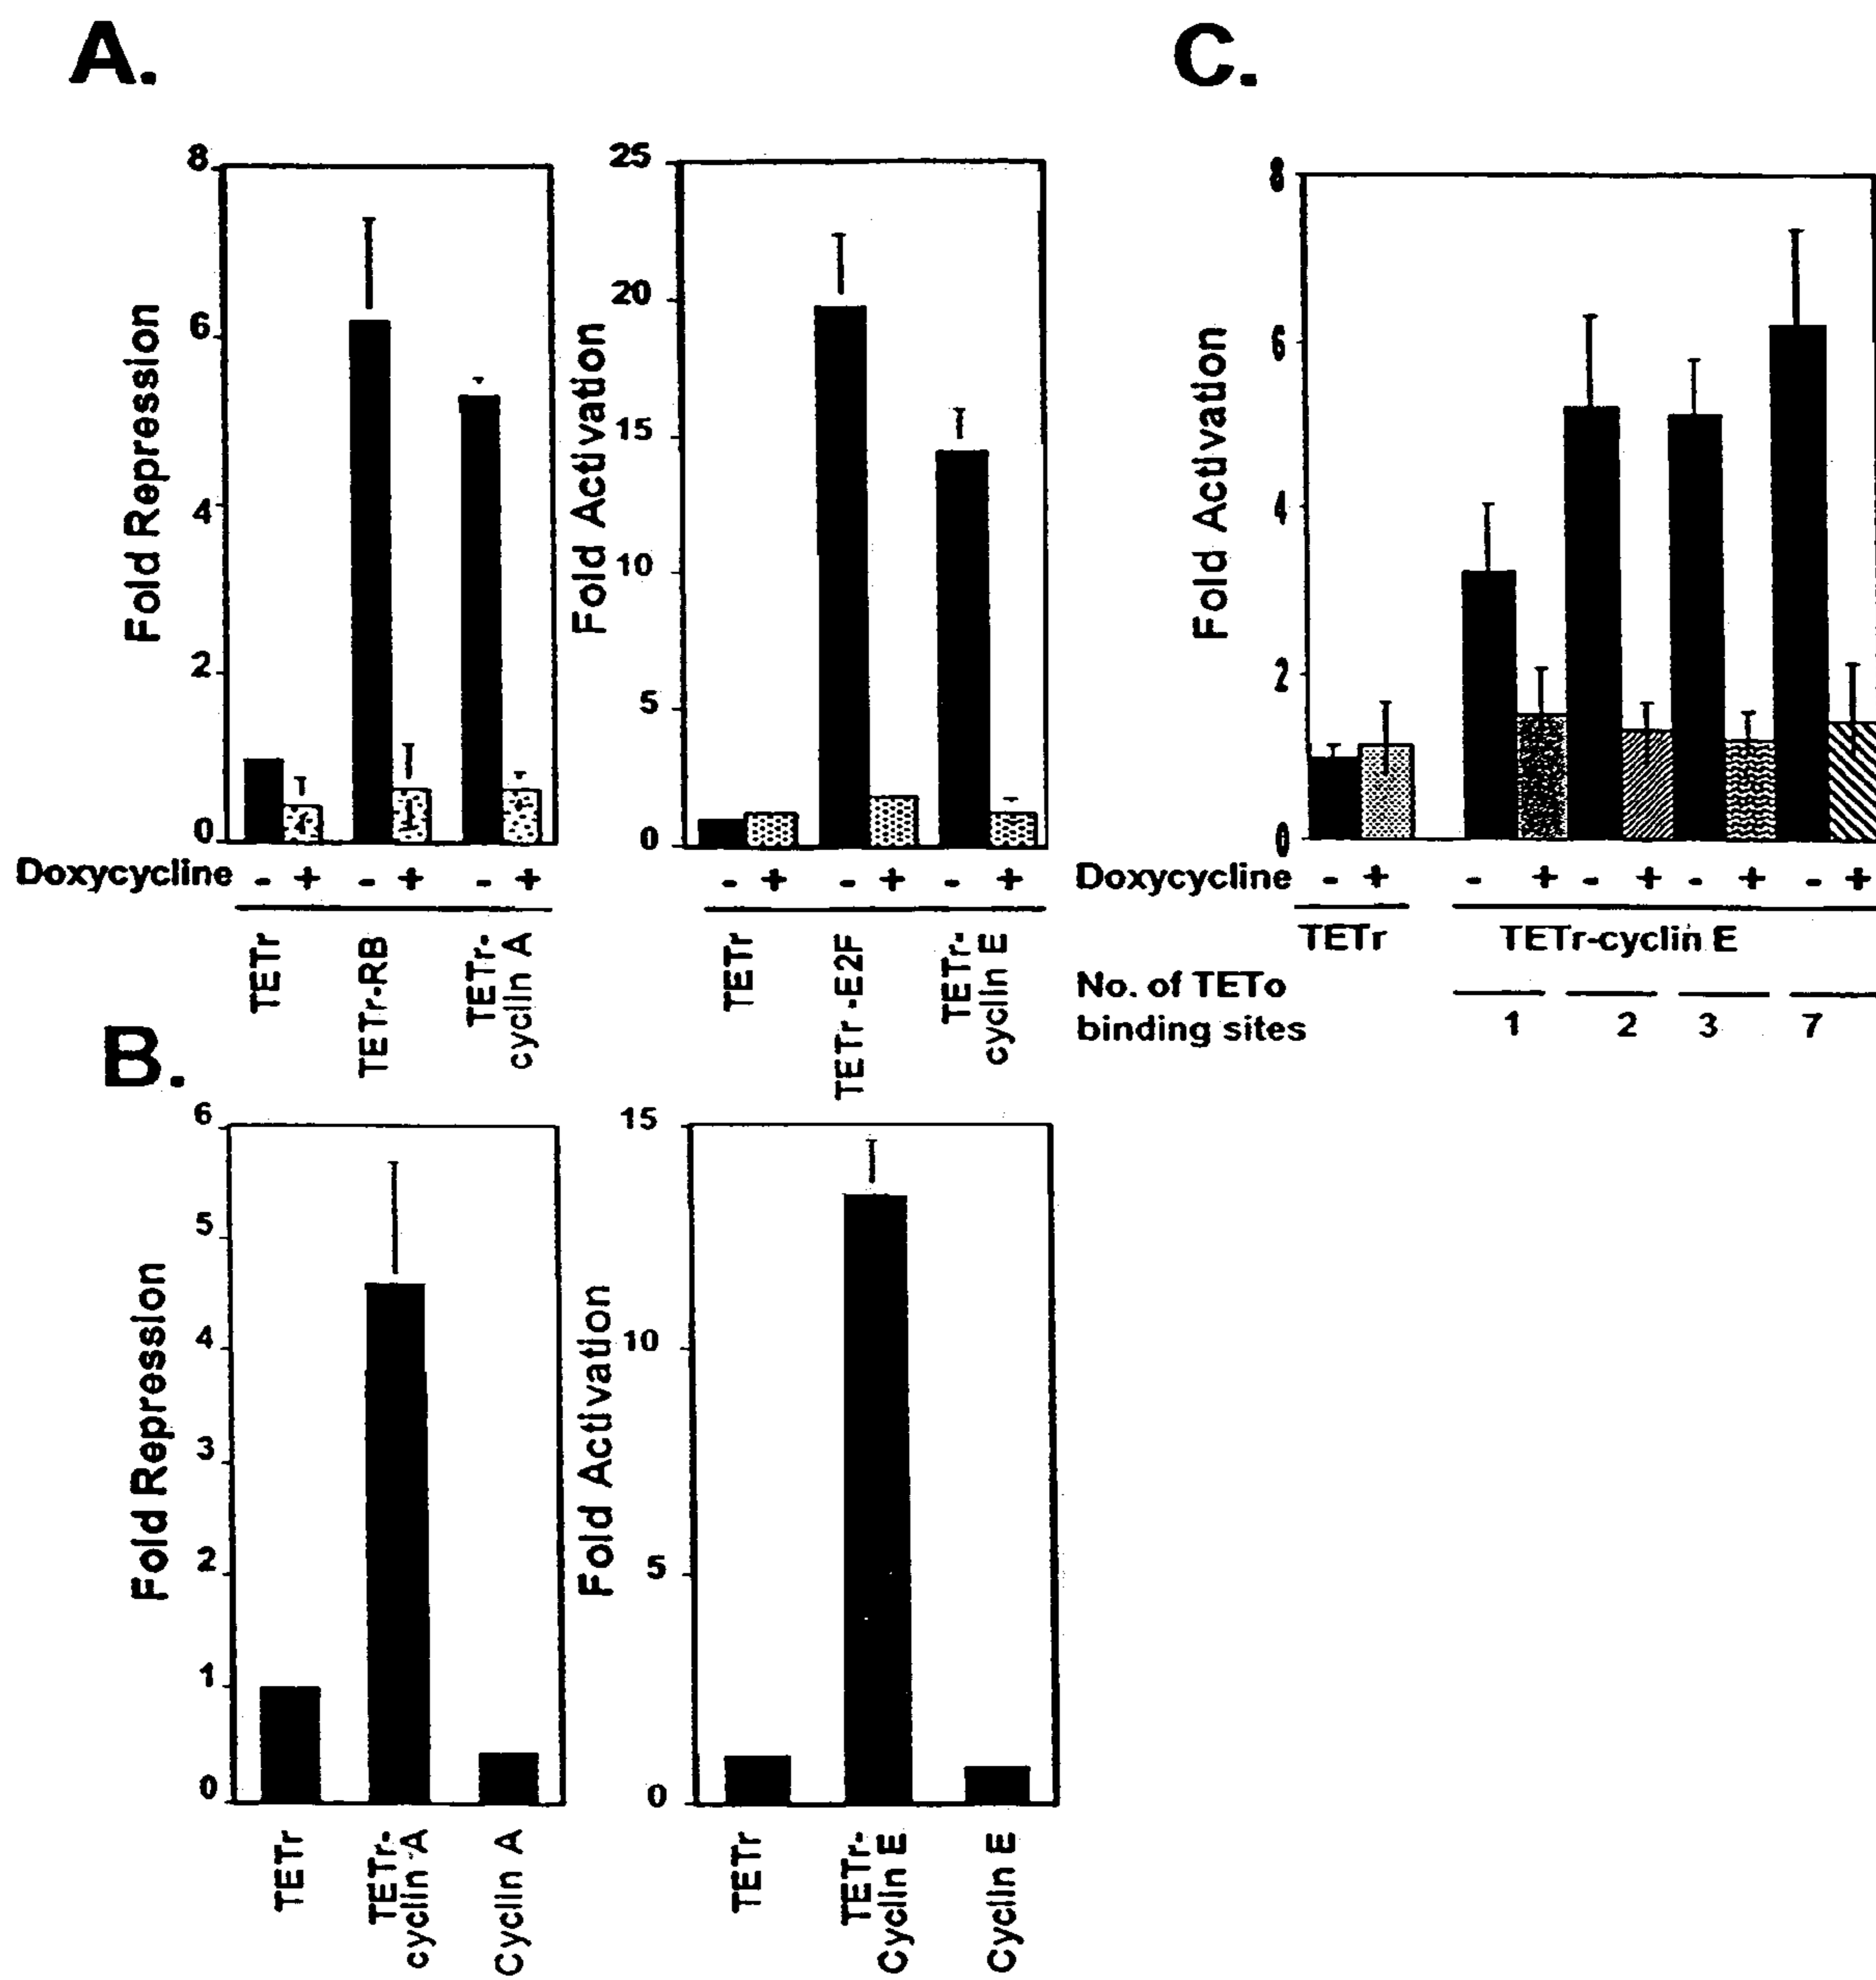 A.
8
6
4
2
0
Fold Repression
Doxycycline - + - + - +
TETr
TETr-RB
TETr-
cyclin A
25
20
15
10
5
0
Fold Activation
- + - + - +
TETr
TETr-E2F
TETr-
cyclin E
B.
6
5
4
3
2
1
0
Fold Repression
TETr
TETr-
cyclin A
Cyclin A
15
10
5
0
Fold Activation
TETr
TETr-
Cyclin E
Cyclin E
C.
8
6
4
2
0
Fold Activation
Doxycycline - + - + - + - + - +
TETr TETr-cyclin E
No. of TETo
binding sites 1 2 3 7